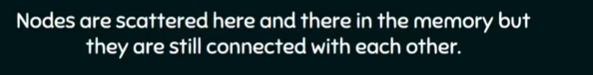 Nodes are scattered here and there in the memory but
they are still connected with each other.